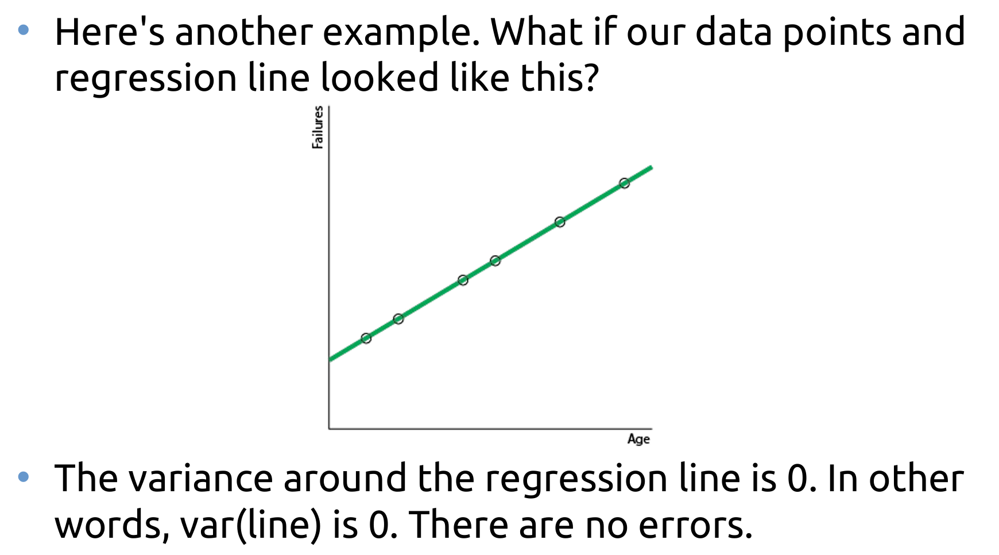 • Here's another example. What if our data points and
regression line looked like this?
Failures
Age
• The variance around the regression line is 0. In other
words, var(line) is 0. There are no errors.